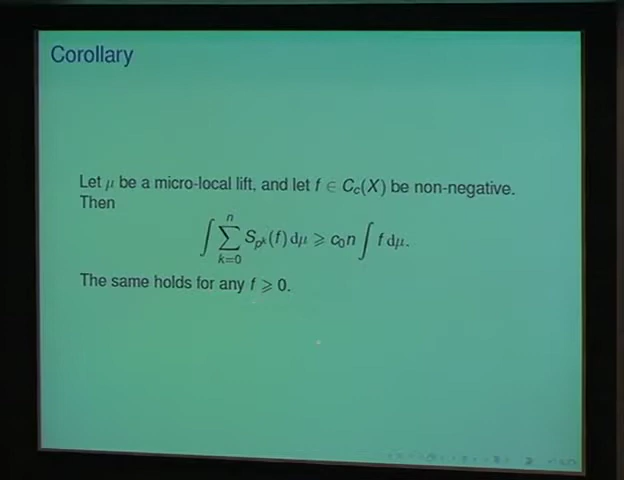 Corollary
Let μ be a micro-local lift, and let f ∈ C_c(X) be non-negative.
Then
∫ ∑_{k=0}^{n} S_{p^k}(f) dμ ⩾ c_0 n ∫ f dμ.
The same holds for any f ⩾ 0.